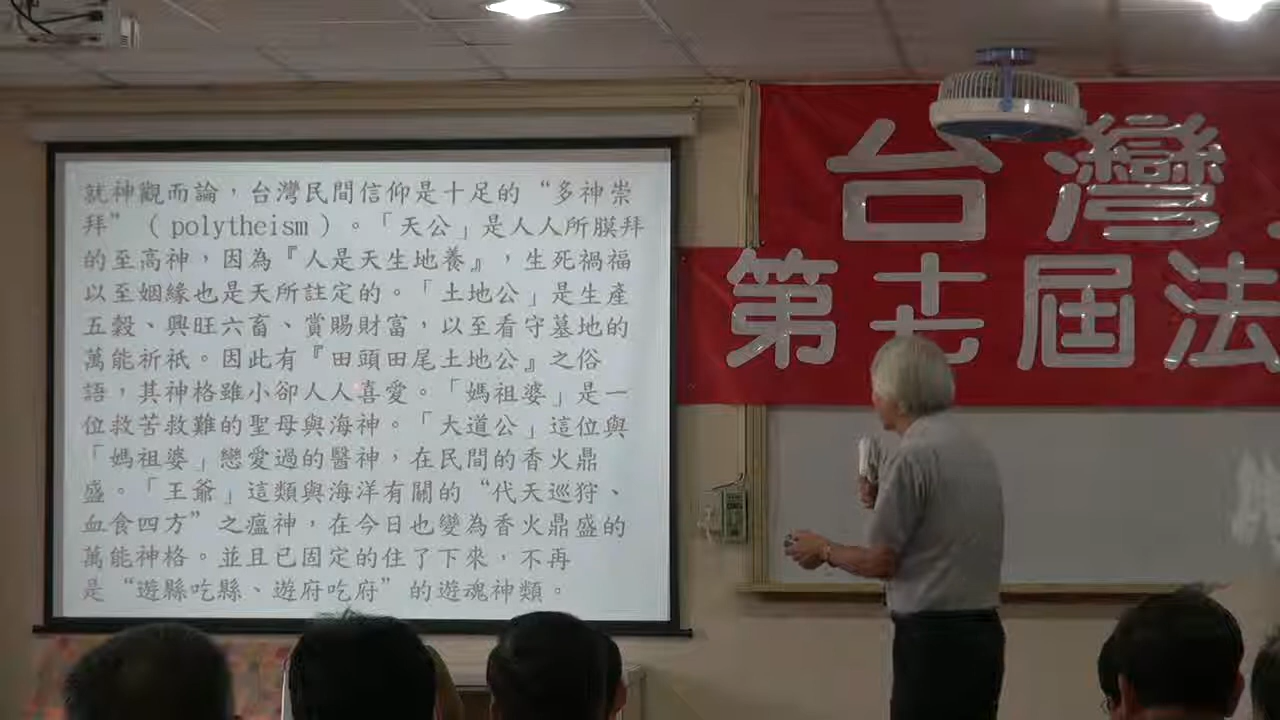 就神觀而論，台灣民間信仰是十足的“多神崇
拜”（polytheism）。「天公」是人人所膜拜
的至高神，因為『人是天生地養』，生死禍福
以至姻緣也是天所註定的。「土地公」是生產
五穀、興旺六畜、賞賜財富，以至看守墓地的
萬能祈祇。因此有『田頭田尾土地公』之俗
語，其神格雖小卻人人喜愛。「媽祖婆」是一
位救苦救難的聖母與海神。「大道公」這位與
「媽祖婆」戀愛過的醫神，在民間的香火鼎
盛。「王爺」這類與海洋有關的“代天巡狩、
血食四方”之瘟神，在今日也變為香火鼎盛的
萬能神格。並且已固定的住了下來，不再
是“遊縣吃縣、遊府吃府”的遊魂神類。
台灣
第十七屆法